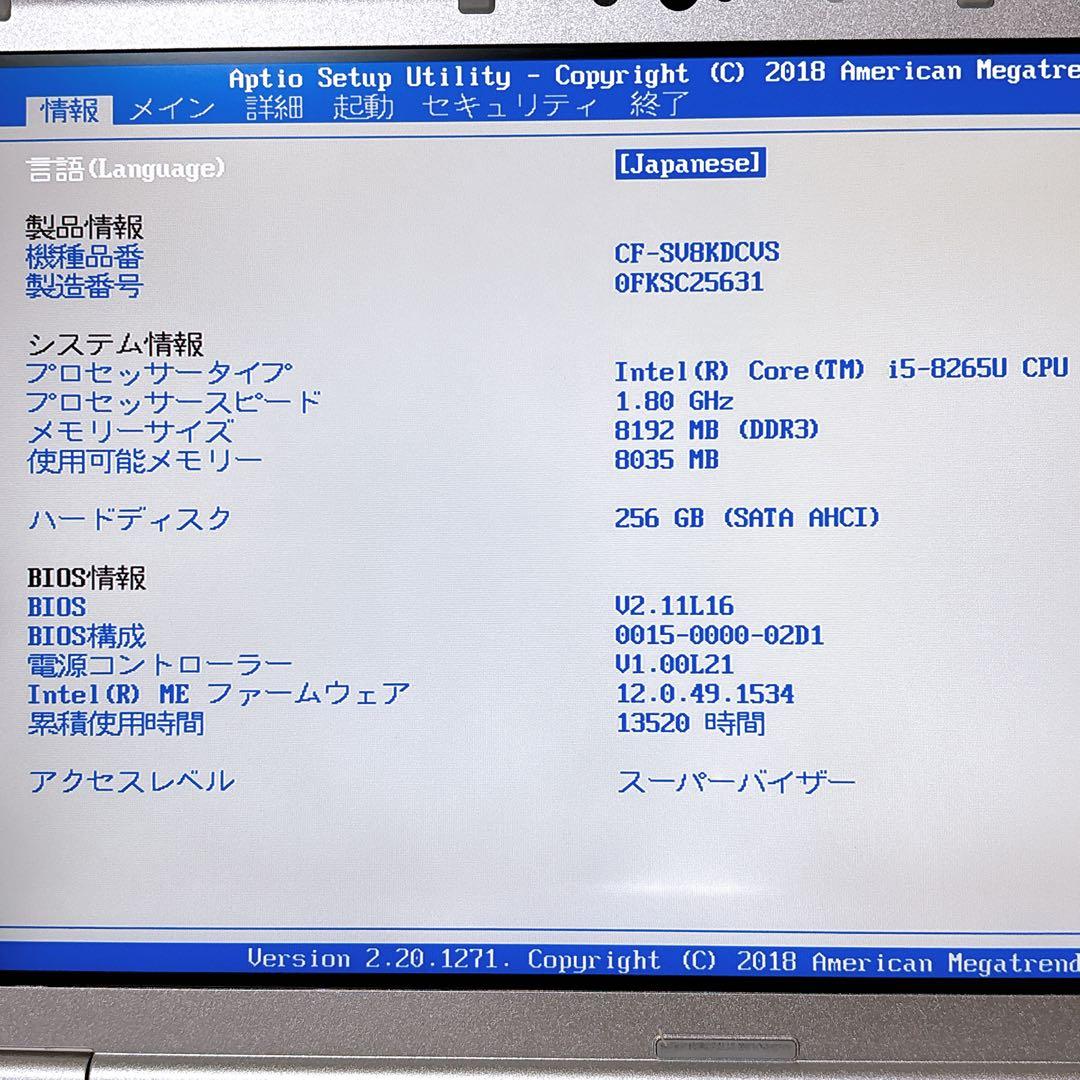 Aptio Setup Utility - Copyright (C) 2018 American Megatre
情報 メイン 詳細 起動 セキュリティ 終了
言語(Language) [Japanese]
製品情報
機種品番 CF-SV8KDCVS
製造番号 0FKSC25631
システム情報
プロセッサータイプ Intel(R) Core(TM) i5-8265U CPU
プロセッサースピード 1.80 GHz
メモリーサイズ 8192 MB (DDR3)
使用可能メモリー 8035 MB
ハードディスク 256 GB (SATA AHCI)
BIOS情報
BIOS V2.11L16
BIOS構成 0015-0000-02D1
電源コントローラー V1.00L21
Intel(R) ME ファームウェア 12.0.49.1534
累積使用時間 13520 時間
アクセスレベル スーパーバイザー
Version 2.20.1271. Copyright (C) 2018 American Megatrend